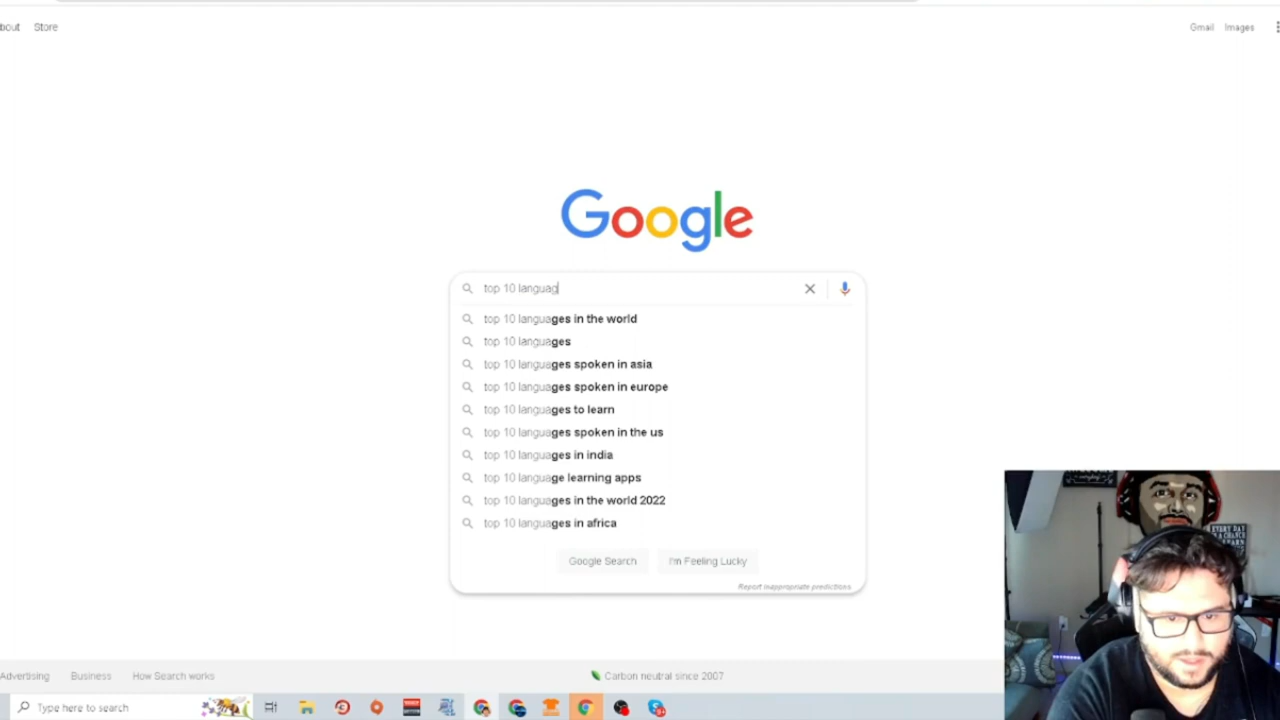 bout Store
Gmail Images
Google
top 10 languag
top 10 languages in the world
top 10 languages
top 10 languages spoken in asia
top 10 languages spoken in europe
top 10 languages to learn
top 10 languages spoken in the us
top 10 languages in india
top 10 language learning apps
top 10 languages in the world 2022
top 10 languages in africa
Google Search I'm Feeling Lucky
Report inappropriate predictions
EVERY DAY
IS A CHANCE
Advertising Business How Search works
Carbon neutral since 2007
Type here to search